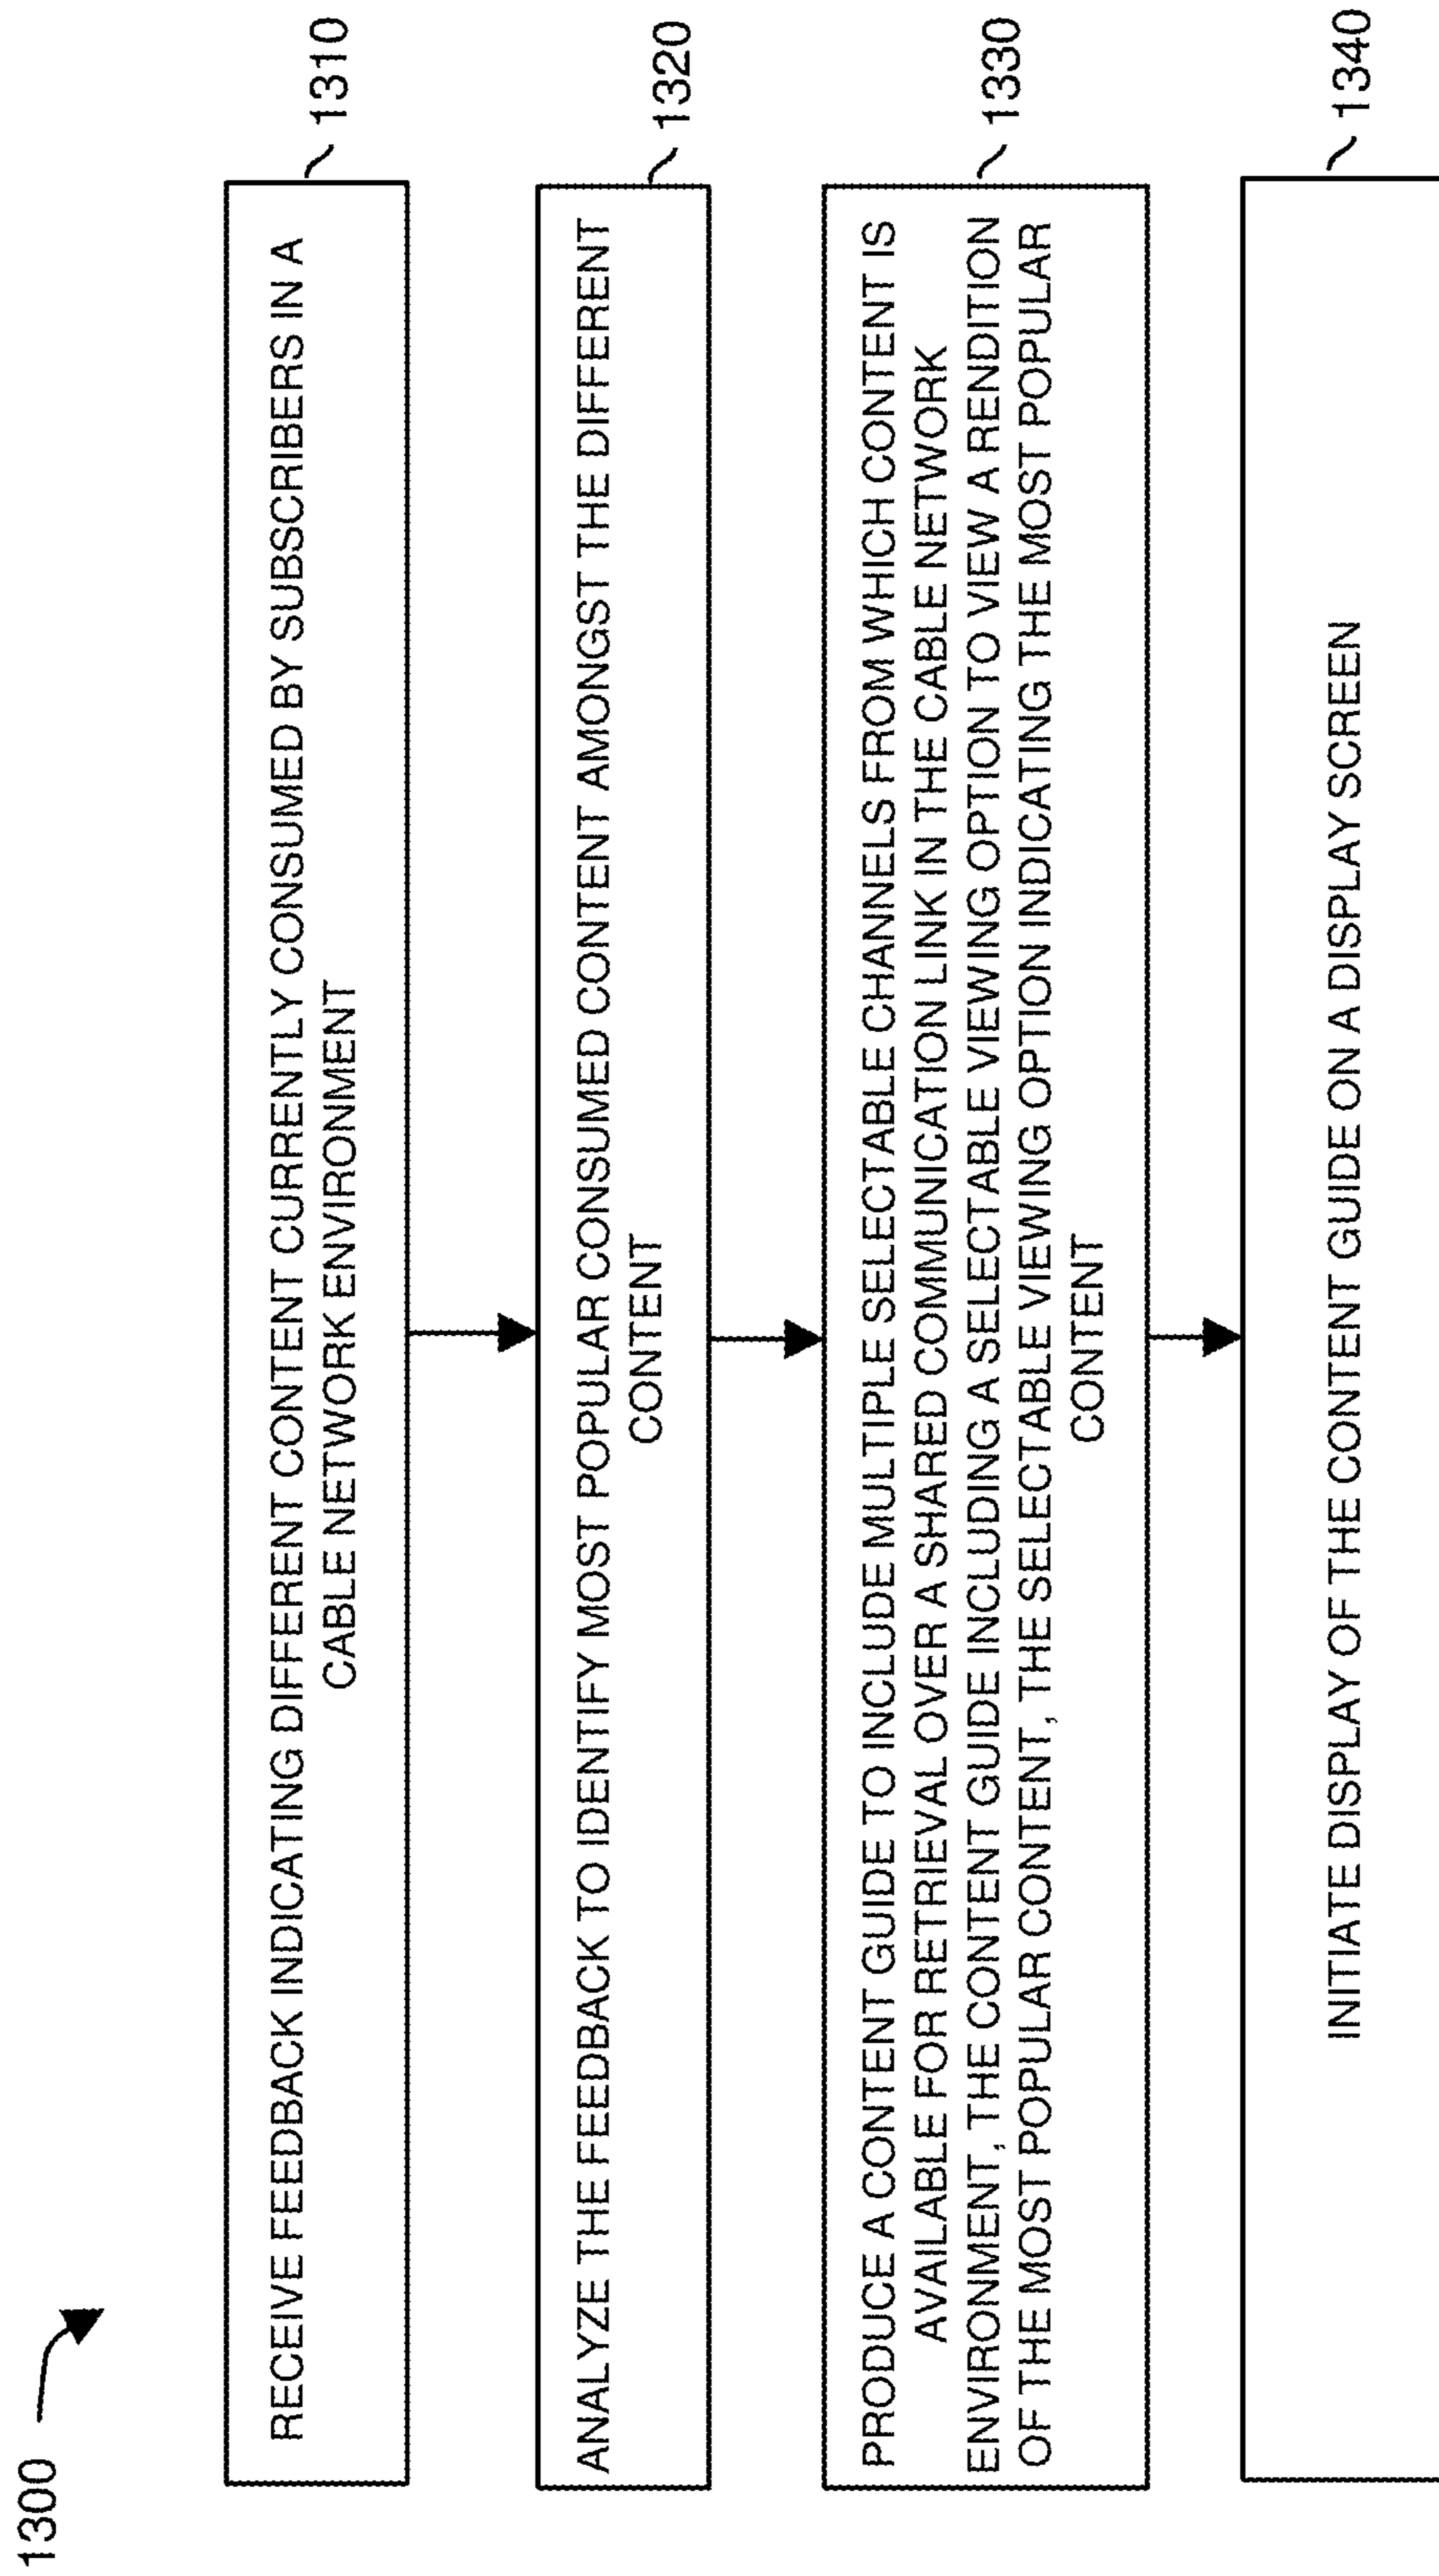 1300
RECEIVE FEEDBACK INDICATING DIFFERENT CONTENT CURRENTLY CONSUMED BY SUBSCRIBERS IN A
CABLE NETWORK ENVIRONMENT
1310
ANALYZE THE FEEDBACK TO IDENTIFY MOST POPULAR CONSUMED CONTENT AMONGST THE DIFFERENT
CONTENT
1320
PRODUCE A CONTENT GUIDE TO INCLUDE MULTIPLE SELECTABLE CHANNELS FROM WHICH CONTENT IS
AVAILABLE FOR RETRIEVAL OVER A SHARED COMMUNICATION LINK IN THE CABLE NETWORK
ENVIRONMENT, THE CONTENT GUIDE INCLUDING A SELECTABLE VIEWING OPTION TO VIEW A RENDITION
OF THE MOST POPULAR CONTENT, THE SELECTABLE VIEWING OPTION INDICATING THE MOST POPULAR
CONTENT
1330
INITIATE DISPLAY OF THE CONTENT GUIDE ON A DISPLAY SCREEN
1340